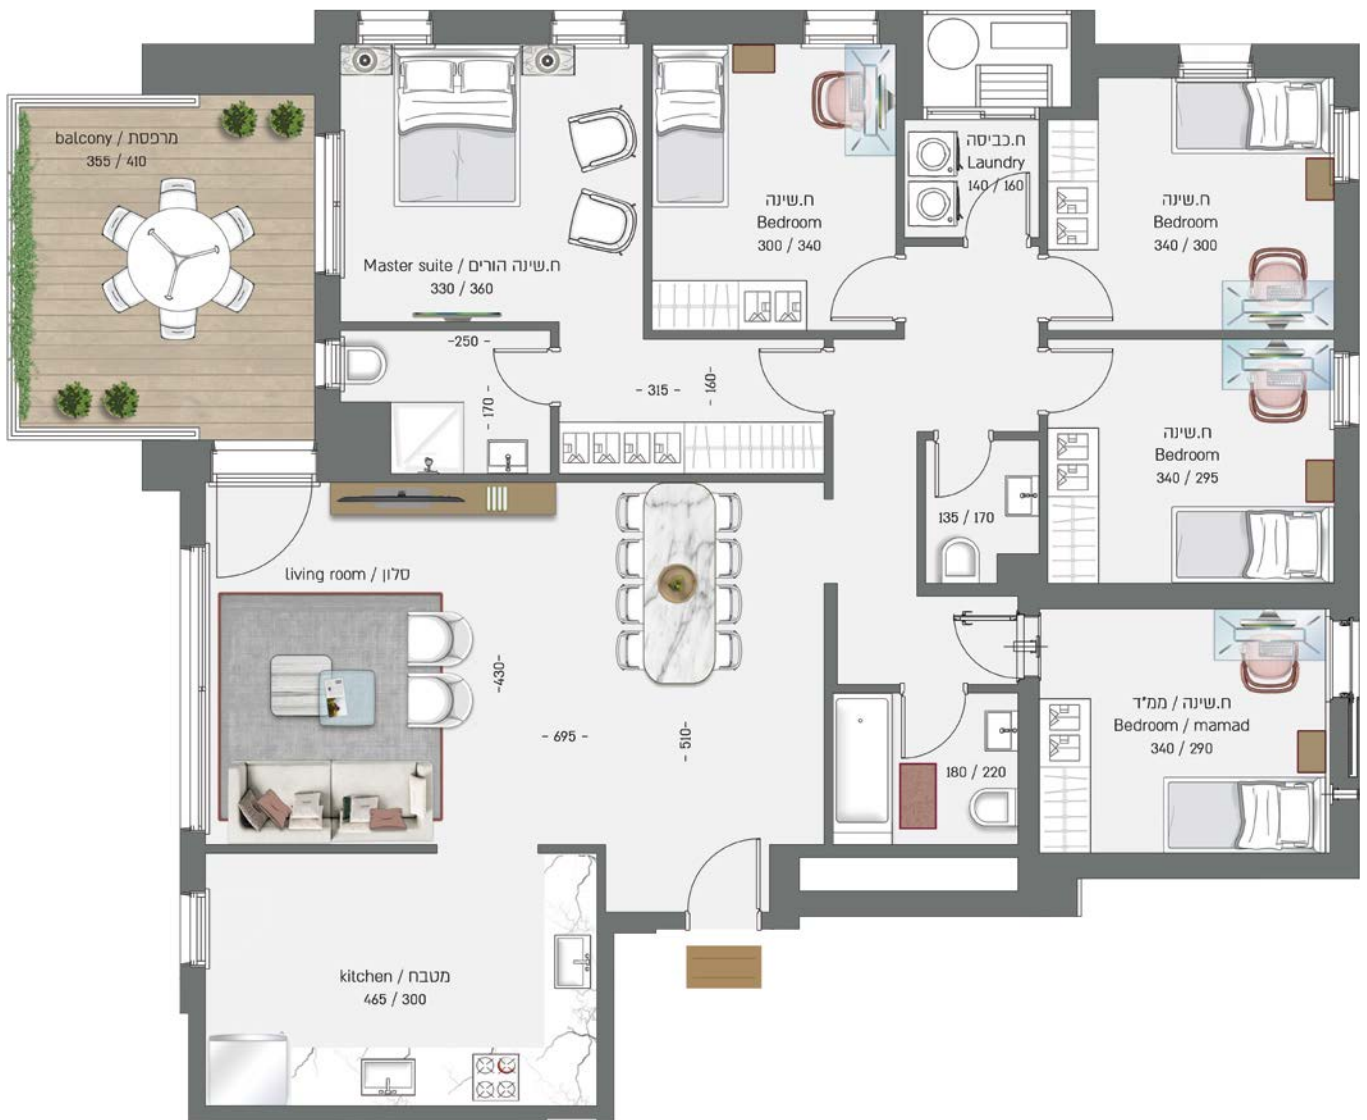 מרפסת / balcony
355 / 410
ח.שינה הורים / Master suite
330 / 360
ח.שינה
Bedroom
300 / 340
ח.כביסה
Laundry
140 / 160
ח.שינה
Bedroom
340 / 300
-250-
-170-
- 315 -
-160-
ח.שינה
Bedroom
340 / 295
135 / 170
סלון / living room
-430-
- 695 -
- 510 -
180 / 220
ח.שינה / ממ"ד
Bedroom / mamad
340 / 290
מטבח / kitchen
465 / 300